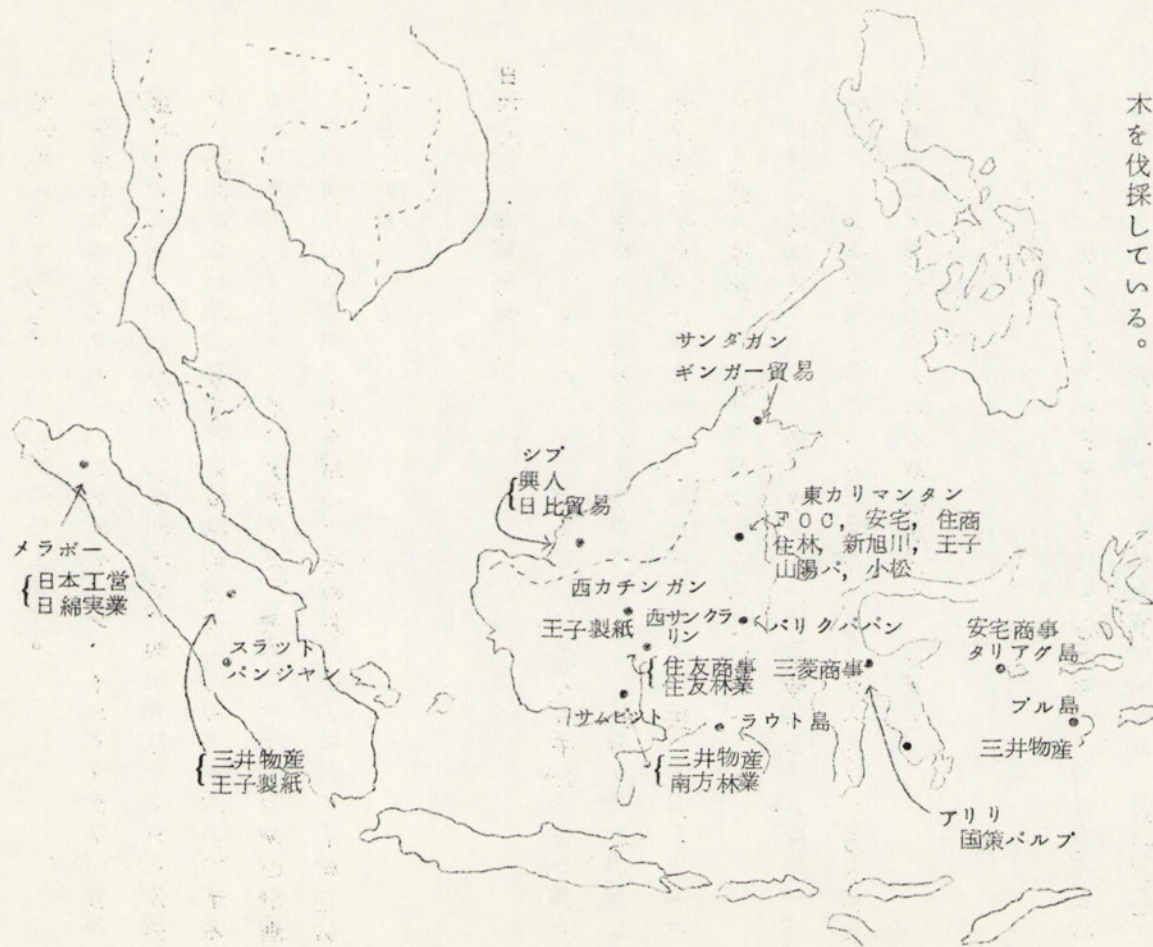 木を伐採している。
サンダガン
ギンガー貿易
シブ
興人
日比貿易
東カリマンタン
FOC, 安宅, 住商
住林, 新旭川, 王子
山陽パ, 小松
メラボー
日本工営
日綿実業
西カチンガン
王子製紙
西サンクラ
リン
バリクパパン
住友商事
住友林業
三菱商事
安宅商事
タリアグ島
スラット
パンジャン
サムピット
ラウト島
ブル島
三井物産
三井物産
王子製紙
三井物産
南方林業
アリリ
国策パルプ